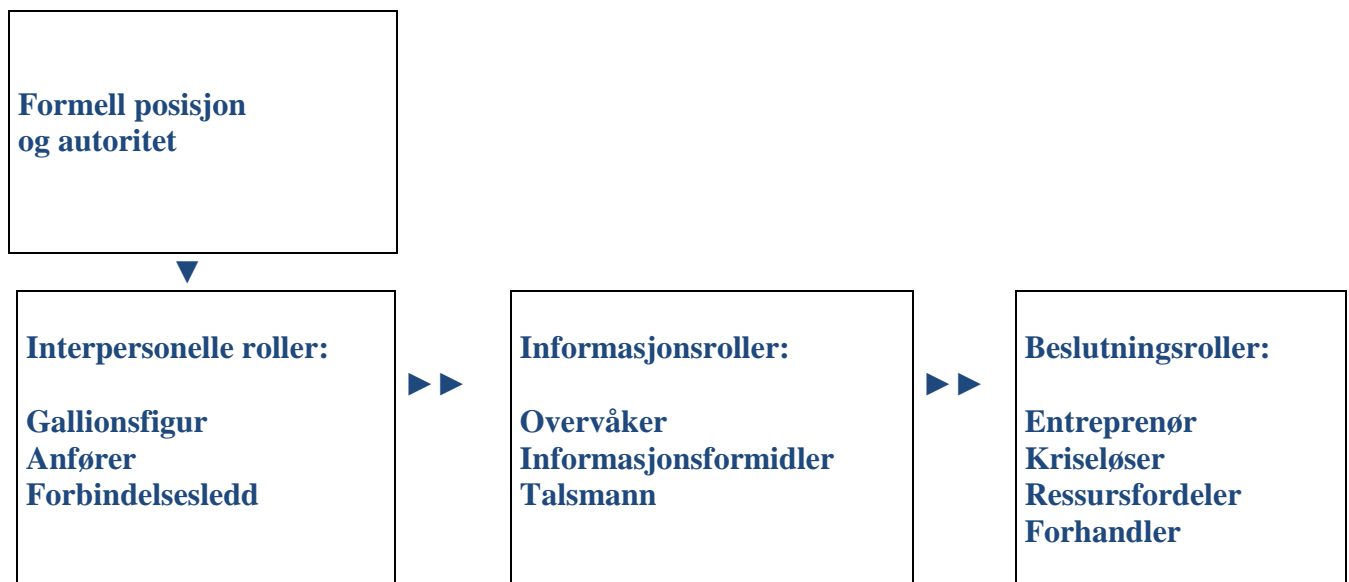 Formell posisjon
og autoritet
▼
Interpersonelle roller:
Gallionsfigur
Anfører
Forbindelsesledd
►►
Informasjonsroller:
Overvåker
Informasjonsformidler
Talsmann
►►
Beslutningsroller:
Entreprenør
Kriseløser
Ressursfordeler
Forhandler